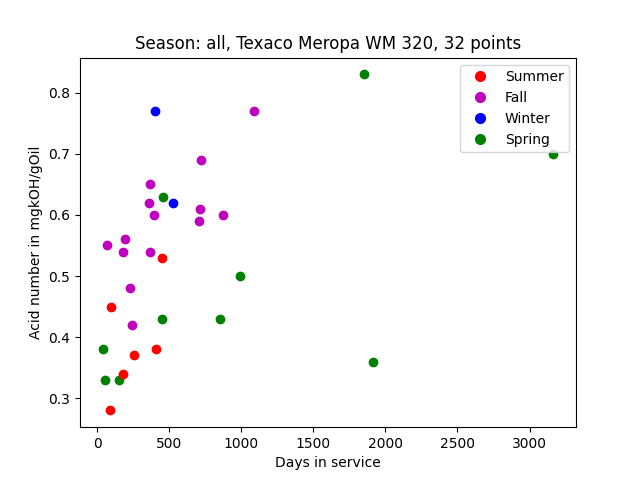 Season: all, Texaco Meropa WM 320, 32 points
Summer
Fall
Winter
Spring
Acid number in mgkOH/gOil
0.8
0.7
0.6
0.5
0.4
0.3
0 500 1000 1500 2000 2500 3000
Days in service